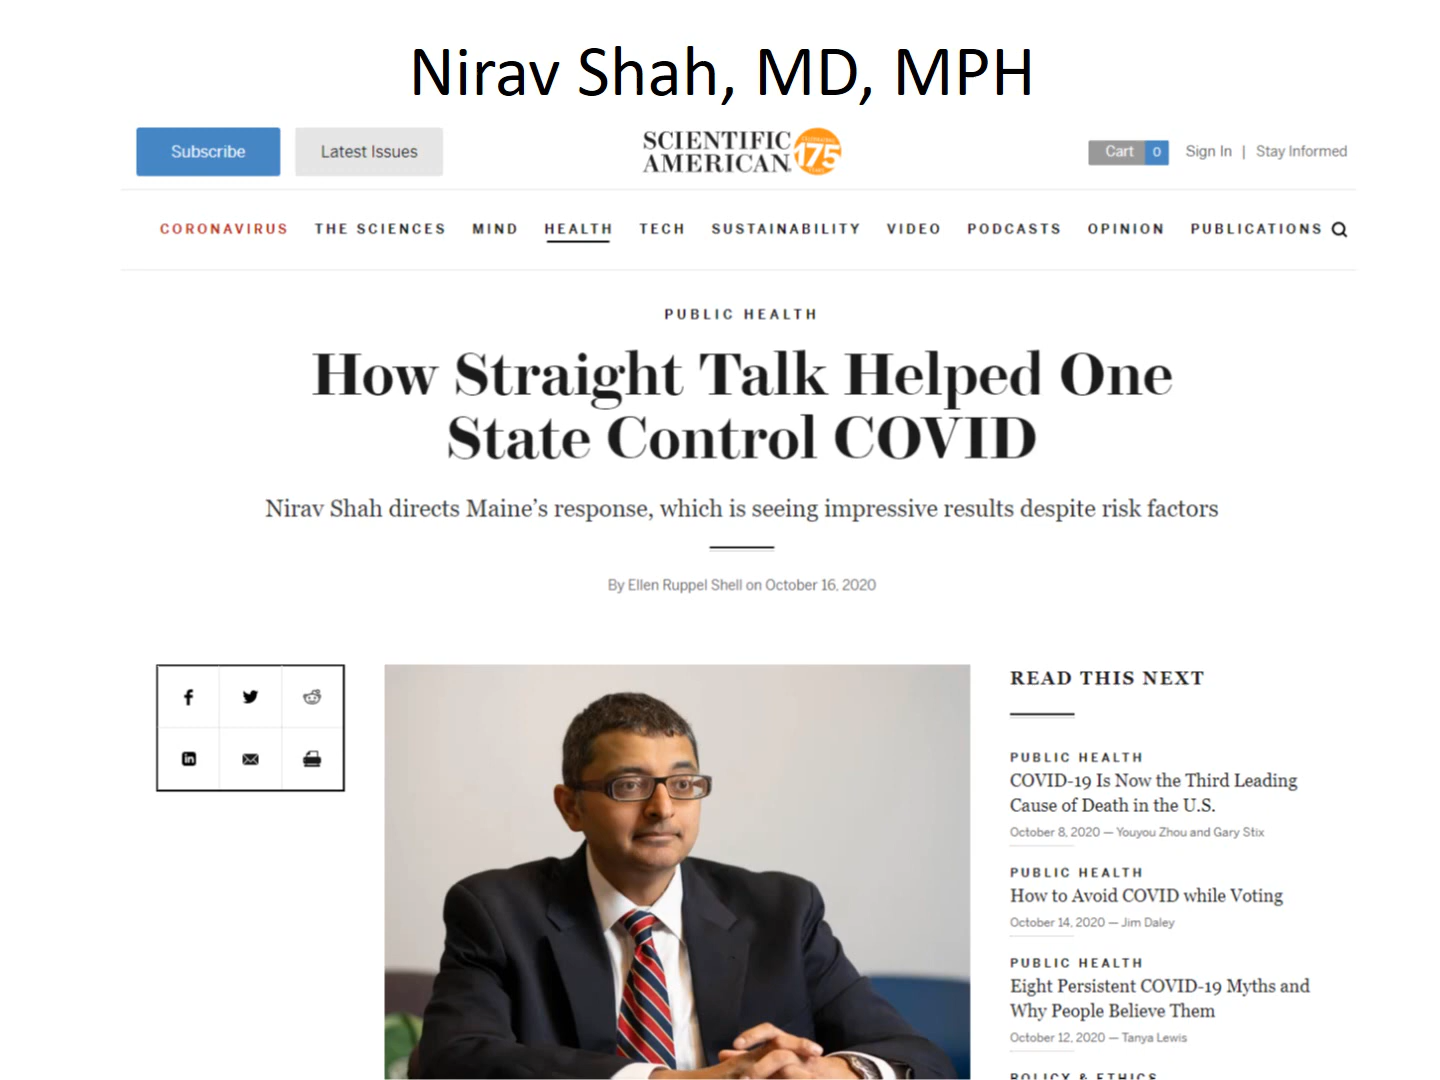 Nirav Shah, MD, MPH
Subscribe
Latest Issues
SCIENTIFIC
AMERICAN
175
Cart 0
Sign In | Stay Informed
CORONAVIRUS THE SCIENCES MIND HEALTH TECH SUSTAINABILITY VIDEO PODCASTS OPINION PUBLICATIONS
PUBLIC HEALTH
How Straight Talk Helped One
State Control COVID
Nirav Shah directs Maine’s response, which is seeing impressive results despite risk factors
By Ellen Ruppel Shell on October 16, 2020
READ THIS NEXT
PUBLIC HEALTH
COVID-19 Is Now the Third Leading
Cause of Death in the U.S.
October 8, 2020 — Youyou Zhou and Gary Stix
PUBLIC HEALTH
How to Avoid COVID while Voting
October 14, 2020 — Jim Daley
PUBLIC HEALTH
Eight Persistent COVID-19 Myths and
Why People Believe Them
October 12, 2020 — Tanya Lewis
POLICY & ETHICS